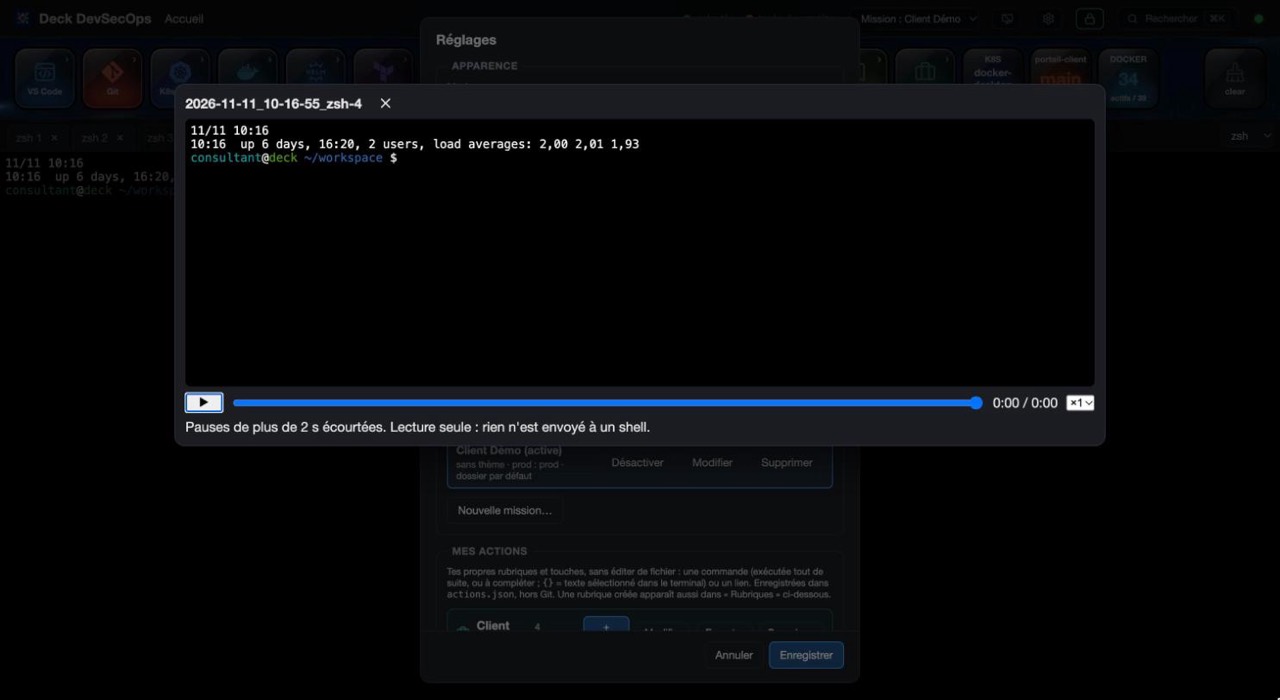 Deck DevSecOps Accueil
Mission : Client Démo
Rechercher ⌘K
VS Code
Git
K8S
docker-
portail-client
main
DOCKER
34
actifs / 39
clear
zsh 1 ×
zsh 2 ×
zsh
11/11 10:16
10:16 up 6 days, 16:20,
consultant@deck ~/works
Réglages
APPARENCE
2026-11-11_10-16-55_zsh-4 ✕
11/11 10:16
10:16 up 6 days, 16:20, 2 users, load averages: 2,00 2,01 1,93
consultant@deck ~/workspace $
0:00 / 0:00 ×1
Pauses de plus de 2 s écourtées. Lecture seule : rien n'est envoyé à un shell.
Client Démo (active)
sans thème · prod : prod ·
dossier par défaut
Désactiver Modifier Supprimer
Nouvelle mission…
MES ACTIONS
Tes propres rubriques et touches, sans éditer de fichier : une commande (exécutée tout de
suite, ou à compléter ; {} = texte sélectionné dans le terminal) ou un lien. Enregistrées dans
actions.json, hors Git. Une rubrique créée apparaît aussi dans « Rubriques » ci-dessous.
Client 4 +
Annuler Enregistrer